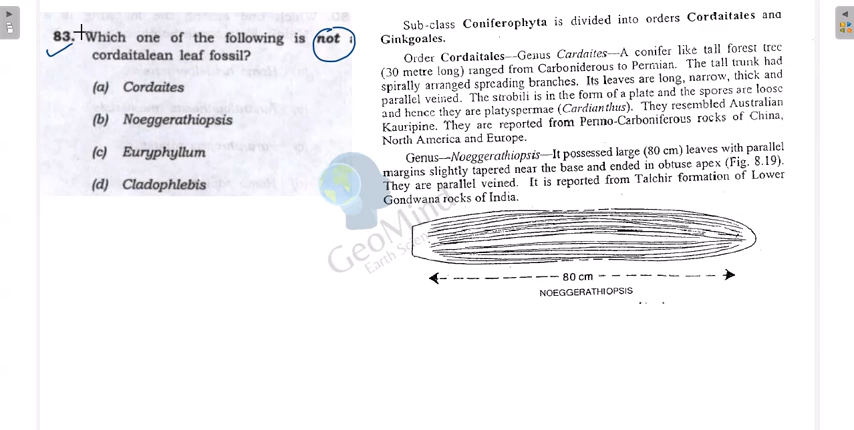 83. Which one of the following is not a
cordaitalean leaf fossil?
(a) Cordaites
(b) Noeggerathiopsis
(c) Euryphyllum
(d) Cladophlebis
Sub-class Coniferophyta is divided into orders Cordaitales and
Ginkgoales.
Order Cordaitales--Genus Cardaites—A conifer like tall forest tree
(30 metre long) ranged from Carboniderous to Permian. The tall trunk had
spirally arranged spreading branches. Its leaves are long, narrow, thick and
parallel veined. The strobili is in the form of a plate and the spores are loose
and hence they are platyspermae (Cardianthus). They resembled Australian
Kauripine. They are reported from Permo-Carboniferous rocks of China,
North America and Europe.
Genus—Noeggerathiopsis—It possessed large (80 cm) leaves with parallel
margins slightly tapered near the base and ended in obtuse apex (Fig. 8.19).
They are parallel veined. It is reported from Talchir formation of Lower
Gondwana rocks of India.
GeoMind
Earth
80 cm
NOEGGERATHIOPSIS